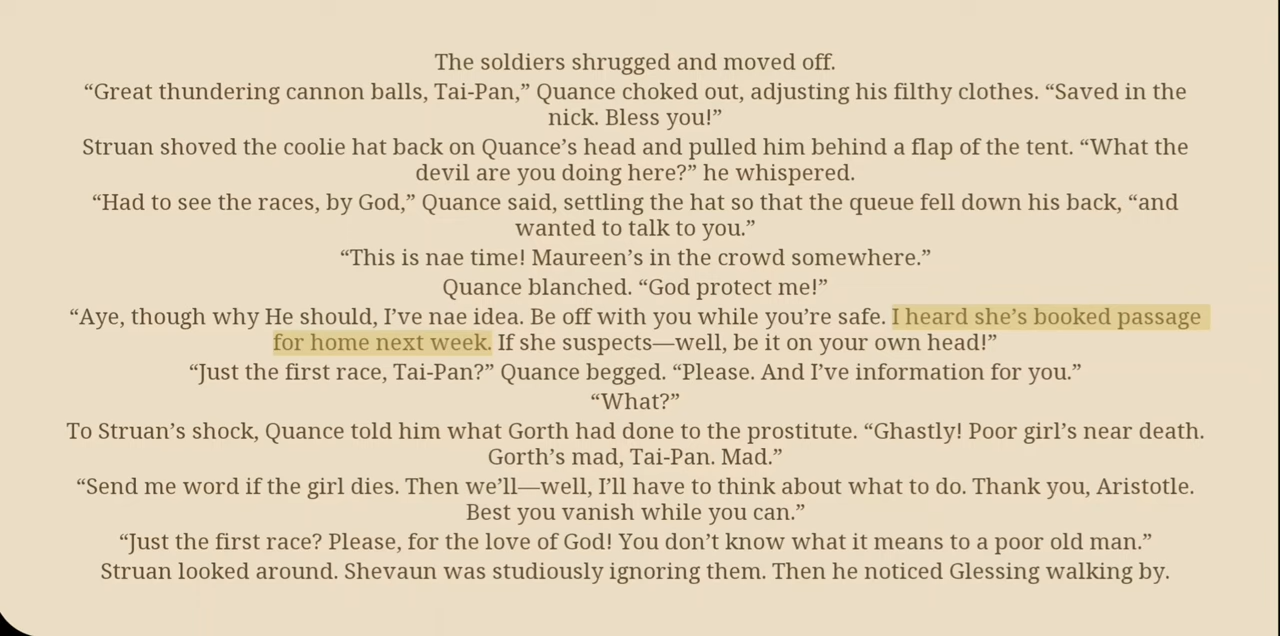 The soldiers shrugged and moved off.
“Great thundering cannon balls, Tai-Pan,” Quance choked out, adjusting his filthy clothes. “Saved in the
nick. Bless you!”
Struan shoved the coolie hat back on Quance’s head and pulled him behind a flap of the tent. “What the
devil are you doing here?” he whispered.
“Had to see the races, by God,” Quance said, settling the hat so that the queue fell down his back, “and
wanted to talk to you.”
“This is nae time! Maureen’s in the crowd somewhere.”
Quance blanched. “God protect me!”
“Aye, though why He should, I’ve nae idea. Be off with you while you’re safe. I heard she’s booked passage
for home next week. If she suspects—well, be it on your own head!”
“Just the first race, Tai-Pan?” Quance begged. “Please. And I’ve information for you.”
“What?”
To Struan’s shock, Quance told him what Gorth had done to the prostitute. “Ghastly! Poor girl’s near death.
Gorth’s mad, Tai-Pan. Mad.”
“Send me word if the girl dies. Then we’ll—well, I’ll have to think about what to do. Thank you, Aristotle.
Best you vanish while you can.”
“Just the first race? Please, for the love of God! You don’t know what it means to a poor old man.”
Struan looked around. Shevaun was studiously ignoring them. Then he noticed Glessing walking by.